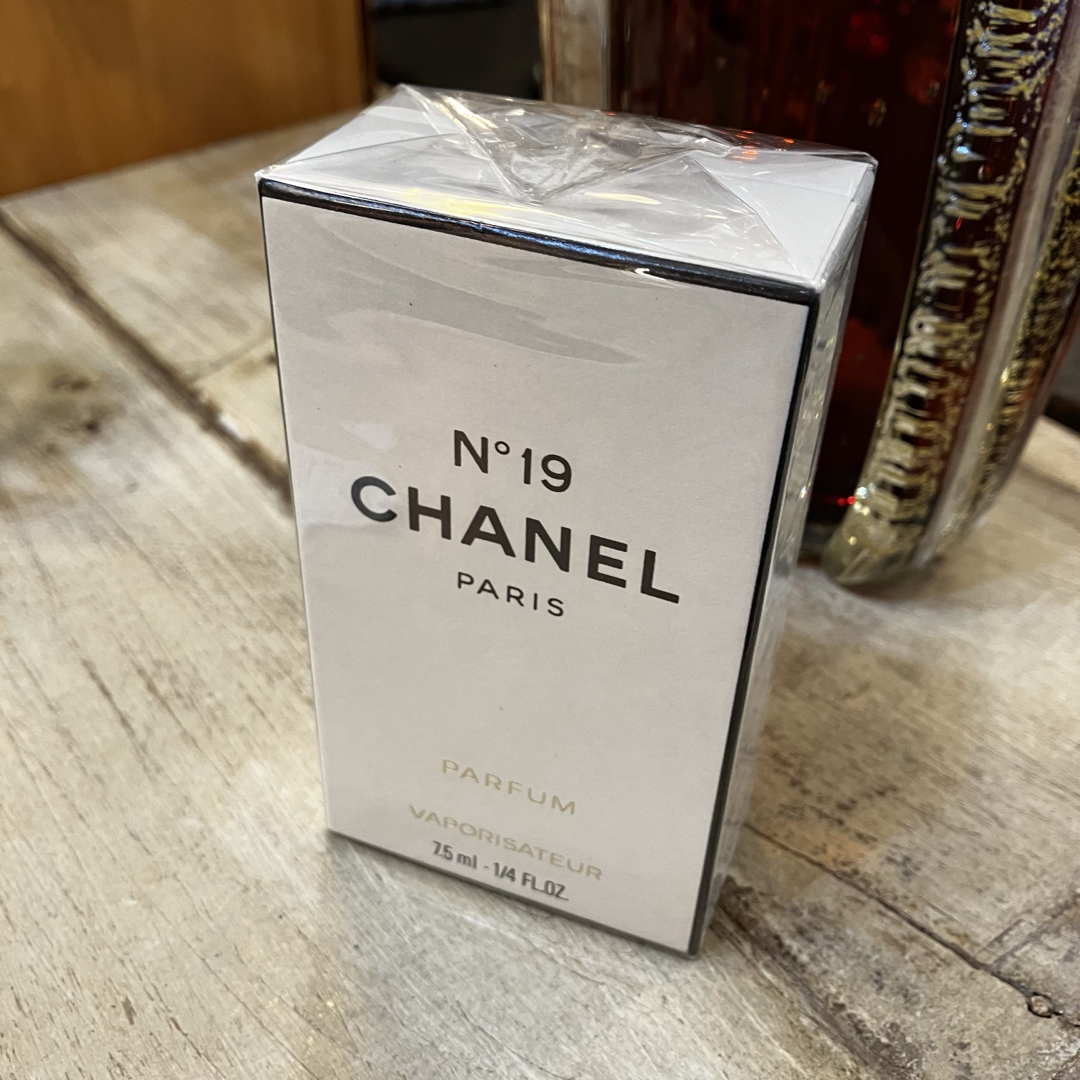 N°19
CHANEL
PARIS
PARFUM
VAPORISATEUR
7.5 ml - 1/4 FL.OZ.